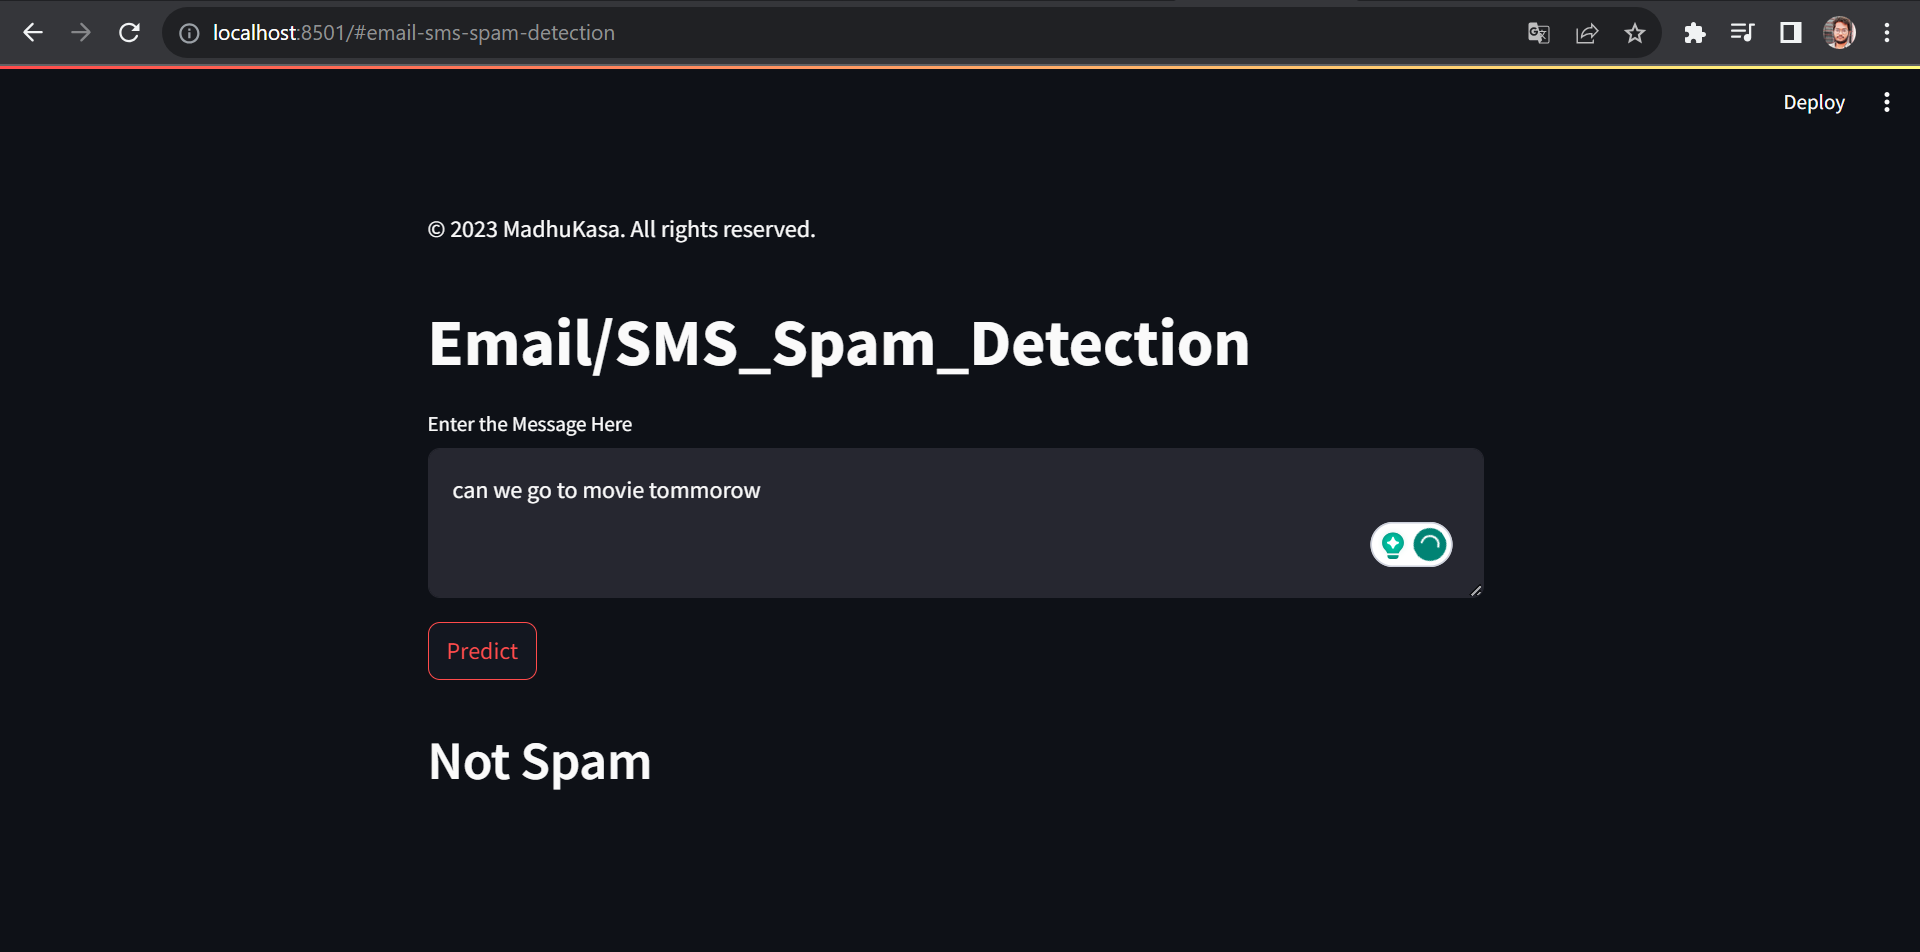 localhost:8501/#email-sms-spam-detection
Deploy
© 2023 MadhuKasa. All rights reserved.
Email/SMS_Spam_Detection
Enter the Message Here
can we go to movie tommorow
Predict
Not Spam